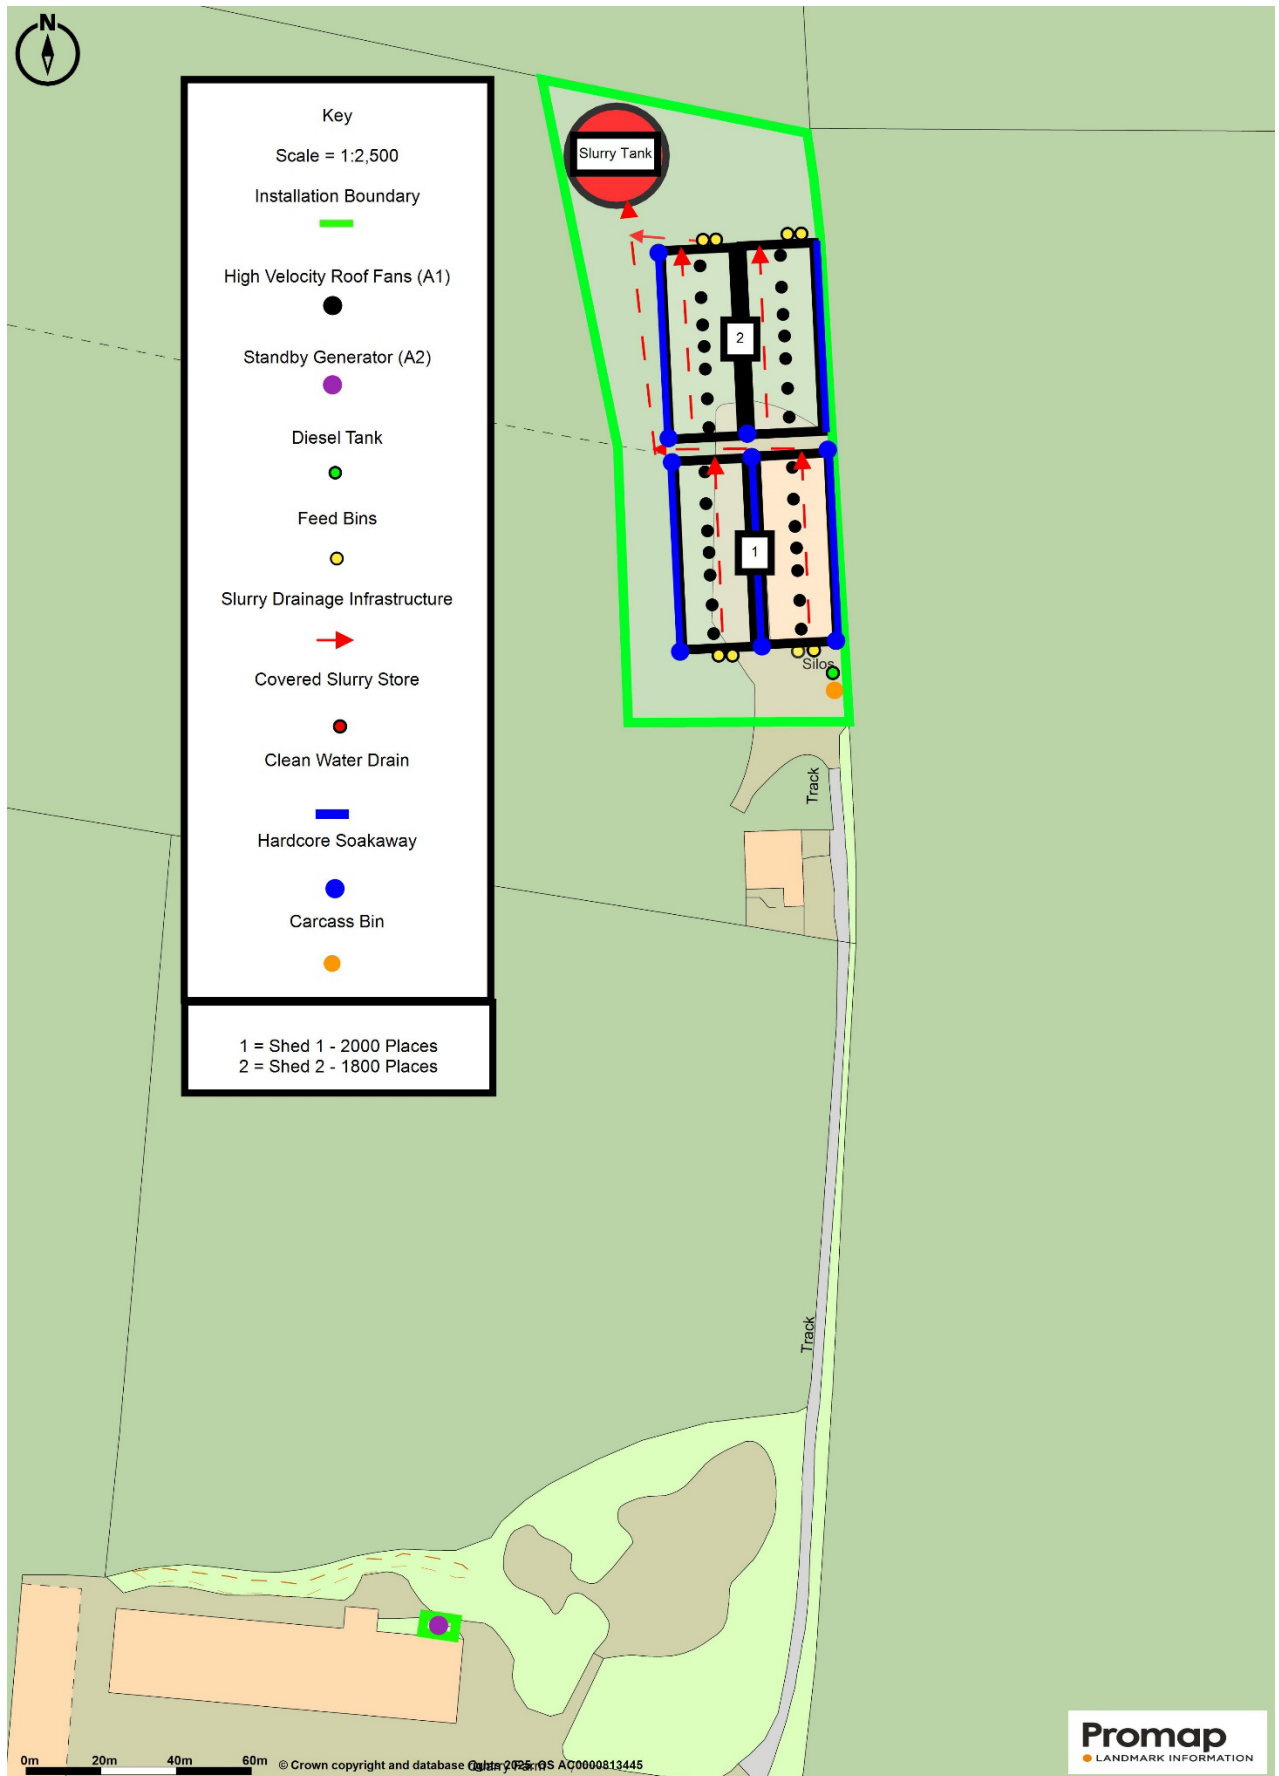 N
Key
Scale = 1:2,500
Installation Boundary
High Velocity Roof Fans (A1)
Standby Generator (A2)
Diesel Tank
Feed Bins
Slurry Drainage Infrastructure
Covered Slurry Store
Clean Water Drain
Hardcore Soakaway
Carcass Bin
1 = Shed 1 - 2000 Places
2 = Shed 2 - 1800 Places
Slurry Tank
2
1
Silos
Track
Track
0m 20m 40m 60m
© Crown copyright and database rights 2025. OS AC0000813445
Quarry Farm
Promap
LANDMARK INFORMATION